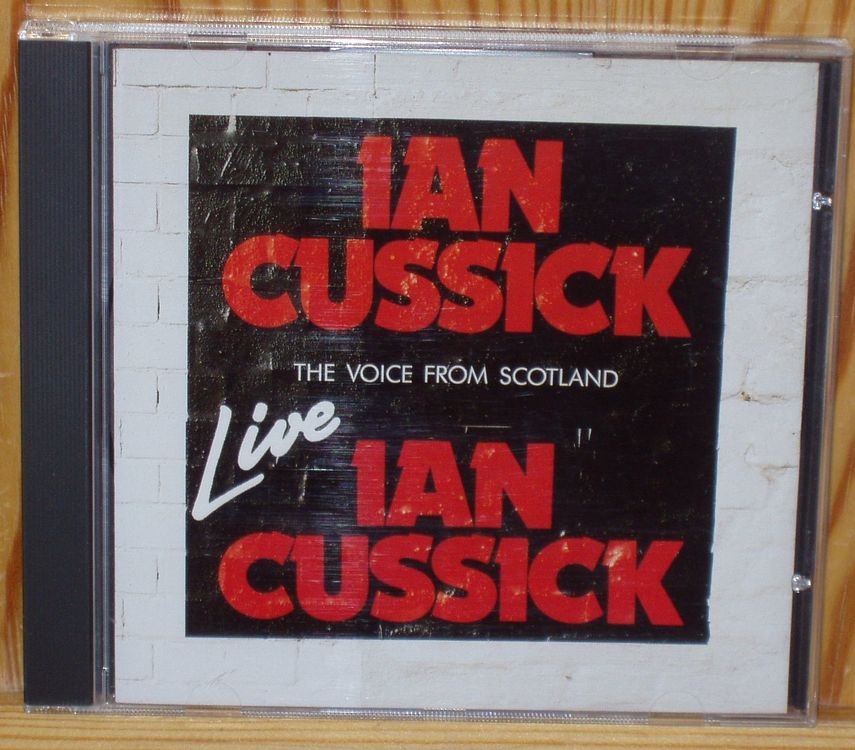 IAN
CUSSICK
THE VOICE FROM SCOTLAND
Live
IAN
CUSSICK